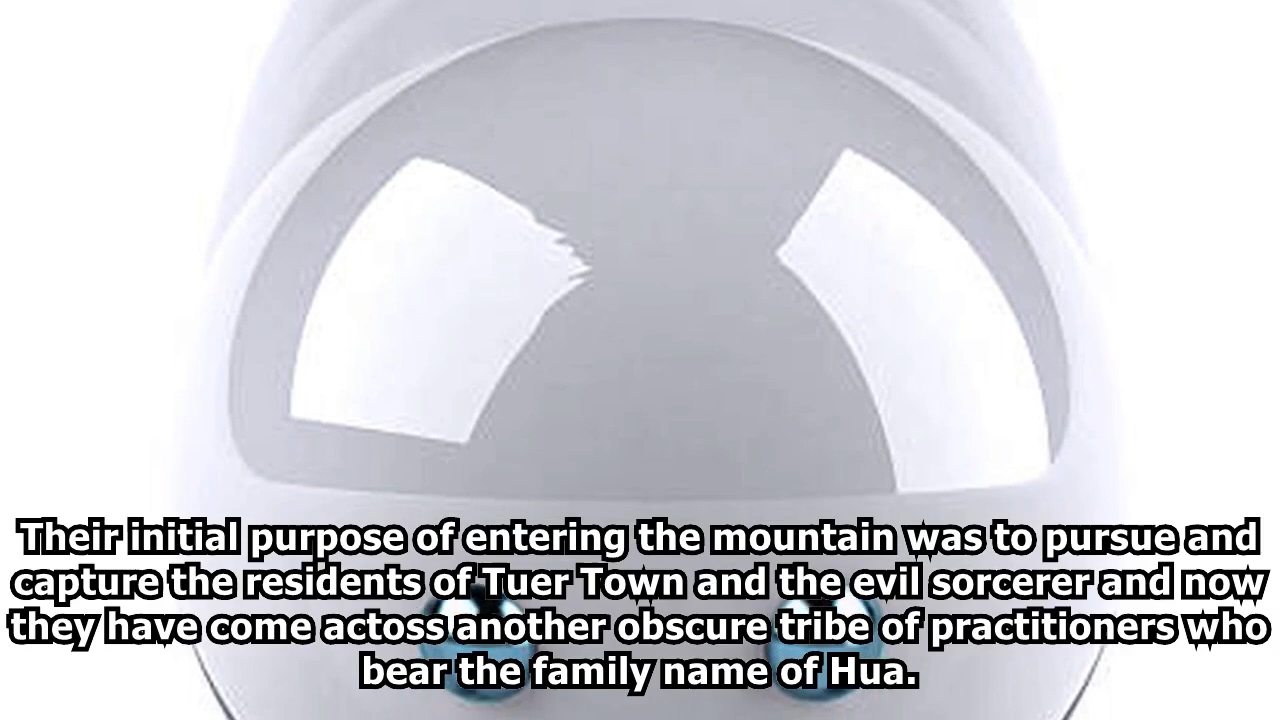 Their initial purpose of entering the mountain was to pursue and
capture the residents of Tuer Town and the evil sorcerer and now
they have come actoss another obscure tribe of practitioners who
bear the family name of Hua.